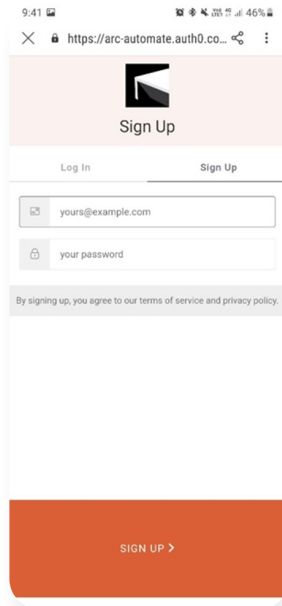 9:41 46%
https://arc-automate.auth0.co...
Sign Up
Log In Sign Up
yours@example.com
your password
By signing up, you agree to our terms of service and privacy policy.
SIGN UP